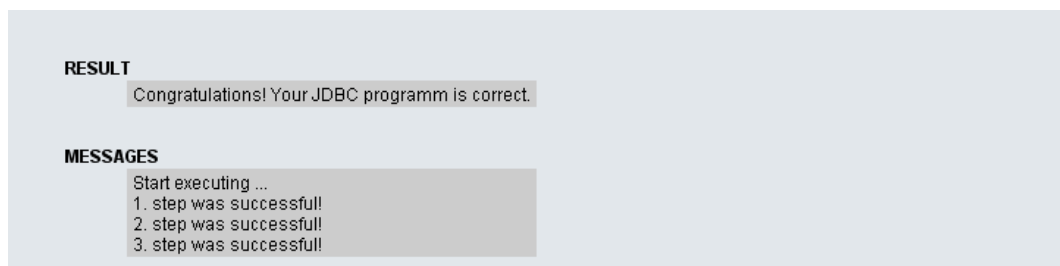 RESULT
Congratulations! Your JDBC programm is correct.
MESSAGES
Start executing ...
1. step was successful!
2. step was successful!
3. step was successful!